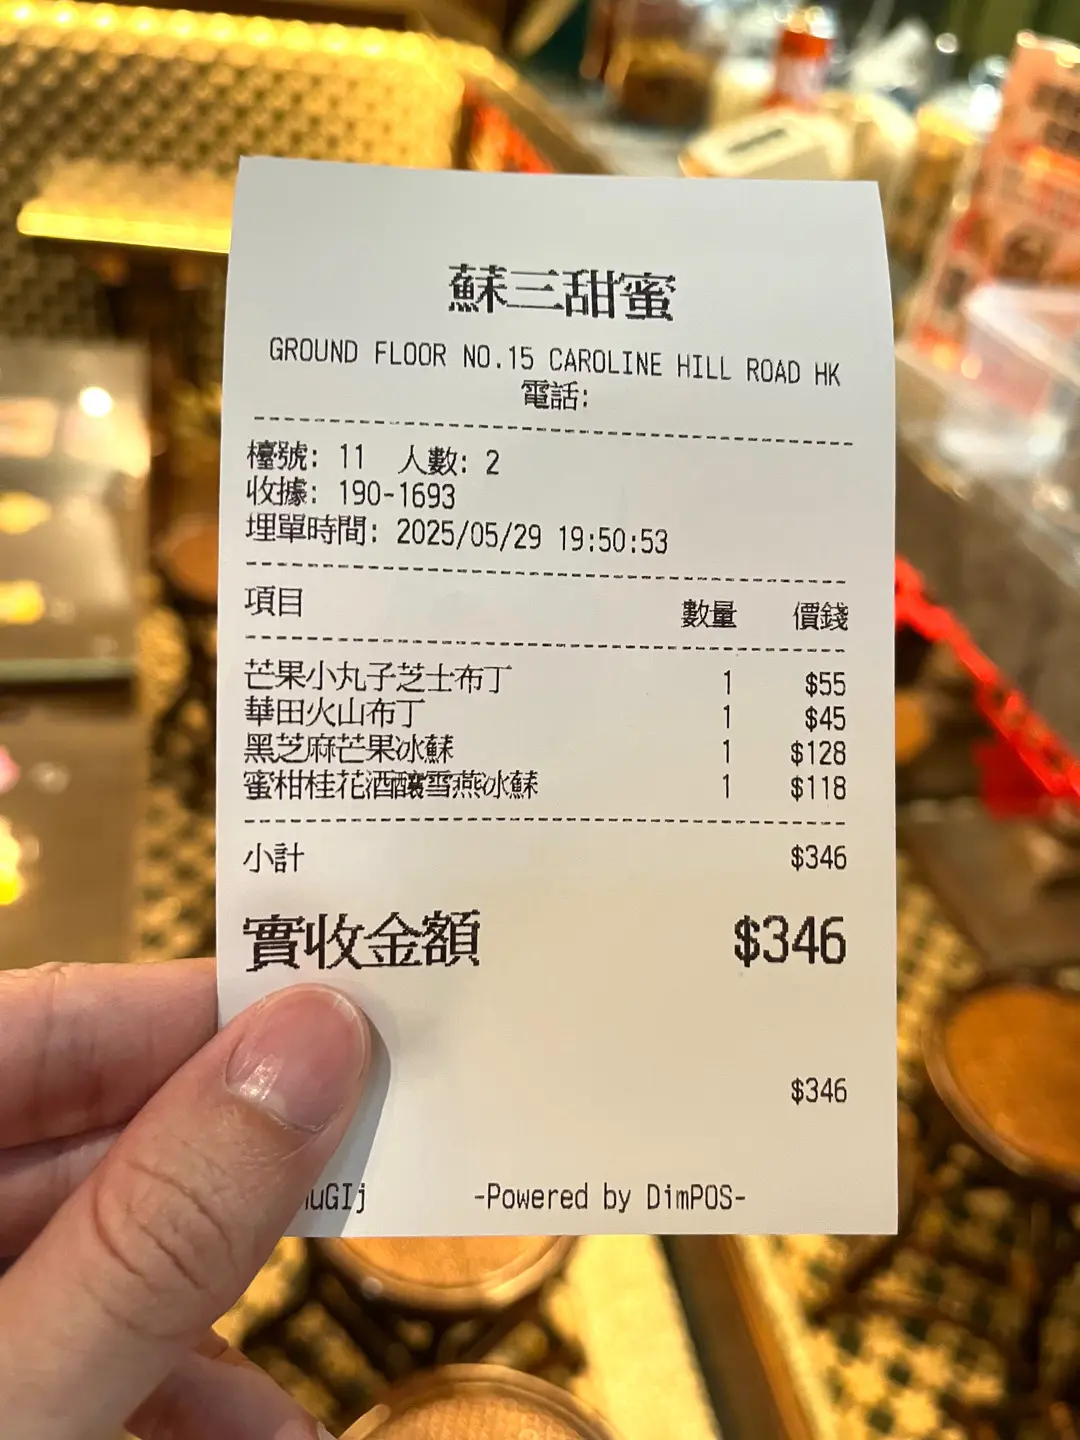 蘇三甜蜜
GROUND FLOOR NO.15 CAROLINE HILL ROAD HK
電話:
檯號: 11 人數: 2
收據: 190-1693
埋單時間: 2025/05/29 19:50:53
項目 數量 價錢
芒果小丸子芝士布丁 1 $55
華田火山布丁 1 $45
黑芝麻芒果冰蘇 1 $128
蜜柑桂花酒釀雪燕冰蘇 1 $118
小計 $346
實收金額 $346
$346
-Powered by DimPOS-